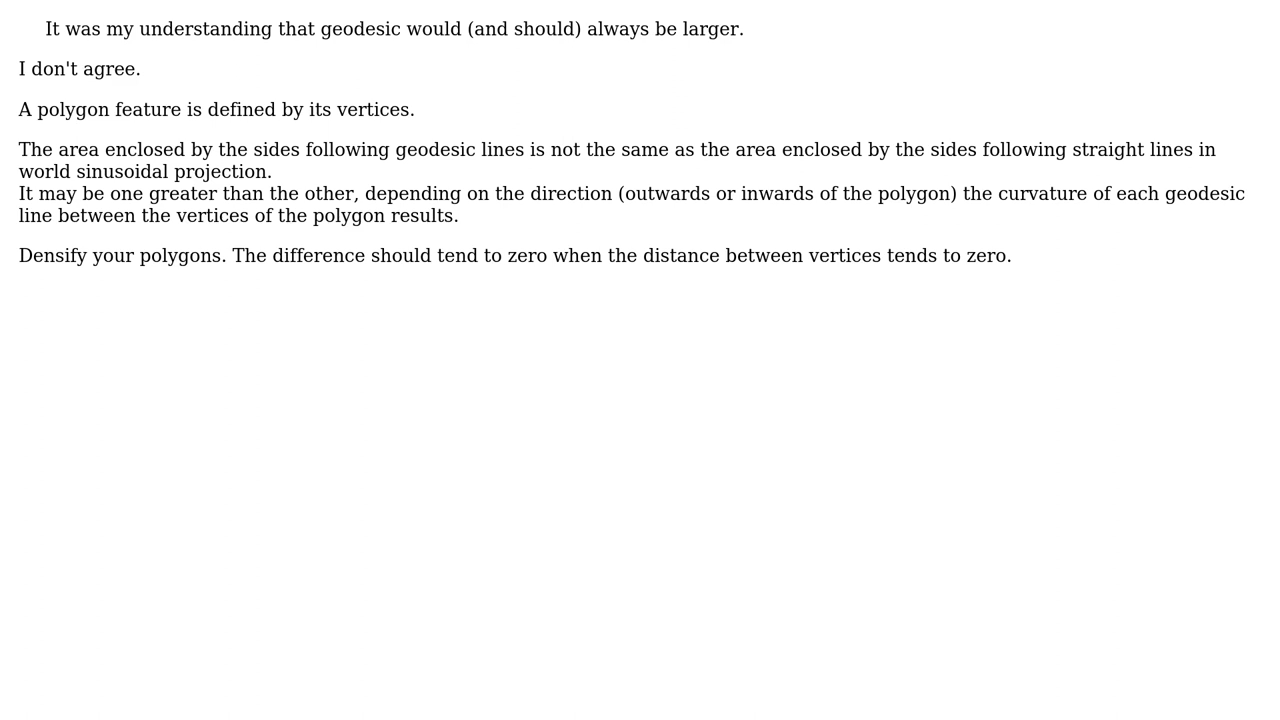 It was my understanding that geodesic would (and should) always be larger.
I don't agree.
A polygon feature is defined by its vertices.
The area enclosed by the sides following geodesic lines is not the same as the area enclosed by the sides following straight lines in
world sinusoidal projection.
It may be one greater than the other, depending on the direction (outwards or inwards of the polygon) the curvature of each geodesic
line between the vertices of the polygon results.
Densify your polygons. The difference should tend to zero when the distance between vertices tends to zero.